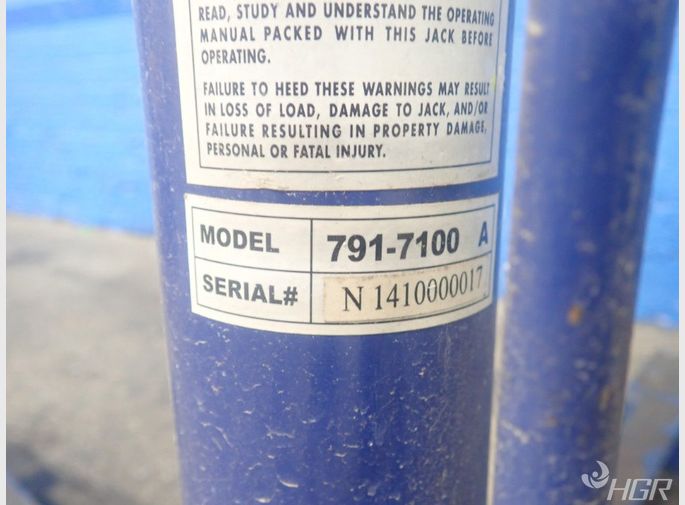 READ, STUDY AND UNDERSTAND THE OPERATING
MANUAL PACKED WITH THIS JACK BEFORE
OPERATING.
FAILURE TO HEED THESE WARNINGS MAY RESULT
IN LOSS OF LOAD, DAMAGE TO JACK, AND/OR
FAILURE RESULTING IN PROPERTY DAMAGE,
PERSONAL OR FATAL INJURY.
MODEL 791-7100 A
SERIAL# N 1410000017
HGR